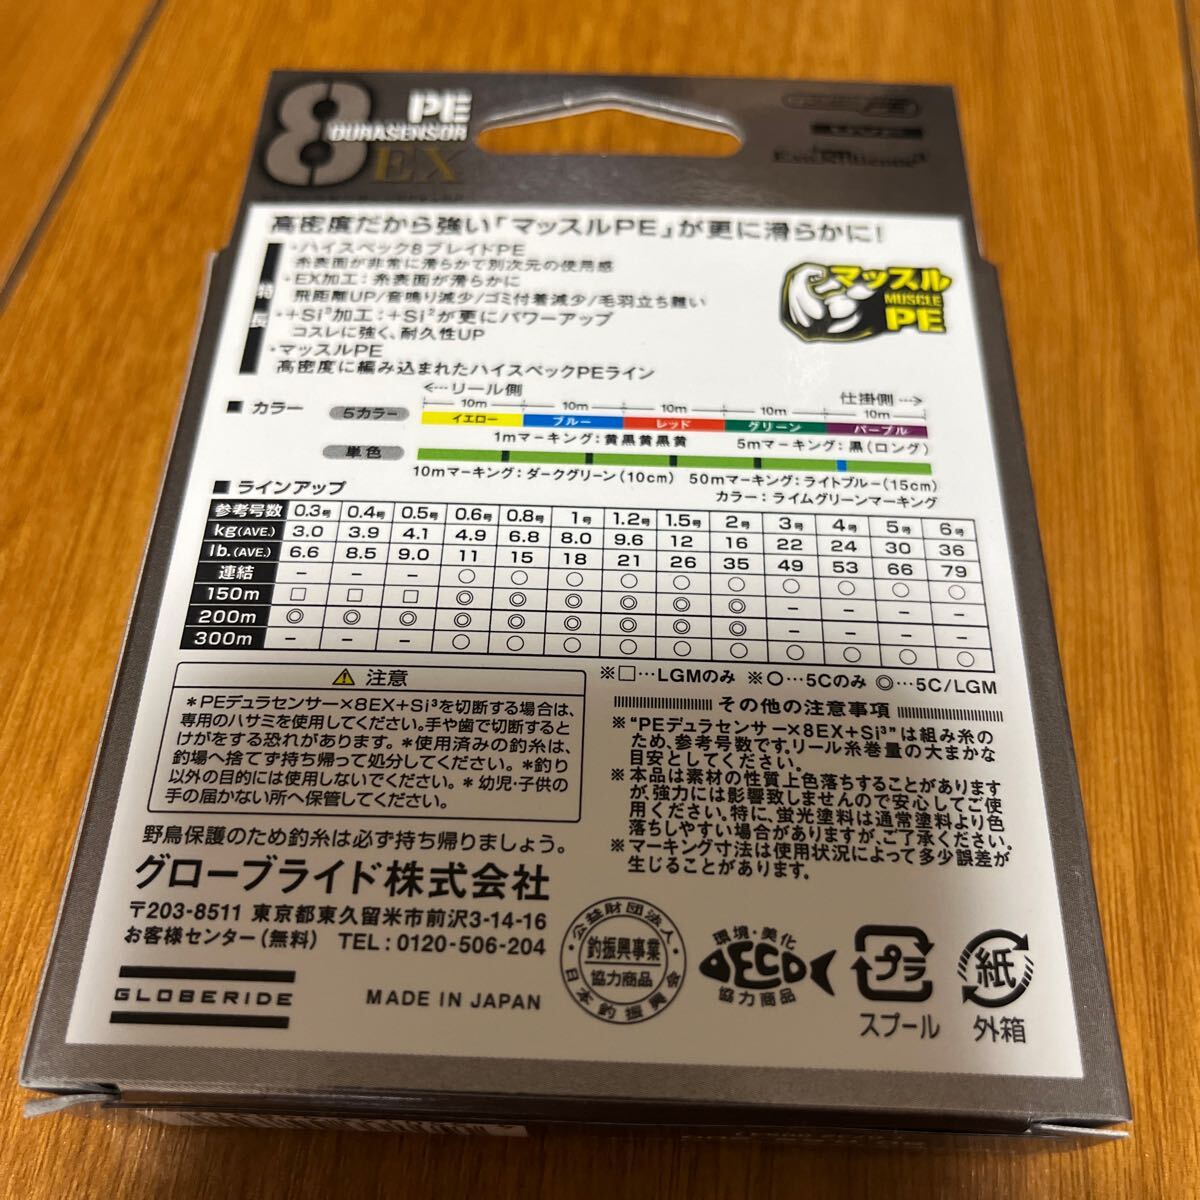 8
PE
DURASENSOR
EX
高密度だから強い「マッスルPE」が更に滑らかに!
特長
・ハイスペック8ブレイドPE
糸表面が非常に滑らかで別次元の使用感
・EX加工:糸表面が滑らかに
飛距離UP/音鳴り減少/ゴミ付着減少/毛羽立ち難い
・+Si³加工:+Si²が更にパワーアップ
コスレに強く、耐久性UP
・マッスルPE
高密度に編み込まれたハイスペックPEライン
マッスル
MUSCLE
PE
■ カラー
←…リール側 仕掛側…→
5カラー 10m 10m 10m 10m 10m
イエロー ブルー レッド グリーン パープル
1mマーキング:黄黒黄黒黄 5mマーキング:黒(ロング)
単色
10mマーキング:ダークグリーン(10cm) 50mマーキング:ライトブルー(15cm)
カラー:ライムグリーンマーキング
■ ラインアップ
参考号数 0.3号 0.4号 0.5号 0.6号 0.8号 1号 1.2号 1.5号 2号 3号 4号 5号 6号
kg(AVE.) 3.0 3.9 4.1 4.9 6.8 8.0 9.6 12 16 22 24 30 36
lb.(AVE.) 6.6 8.5 9.0 11 15 18 21 26 35 49 53 66 79
連結 − − − ○ ○ ○ ○ ○ ○ ○ ○ ○ ○
150m □ □ □ ◎ ◎ ◎ ◎ ◎ ◎ − − − −
200m ◎ ◎ ◎ ◎ ◎ ◎ ◎ ◎ ◎ − − − −
300m − − − ○ ○ ○ ○ ○ ○ ○ ○ ○ ○
※□…LGMのみ ※○…5Cのみ ◎…5C/LGM
⚠ 注意
*PEデュラセンサー×8EX+Si³を切断する場合は、
専用のハサミを使用してください。手や歯で切断すると
けがをする恐れがあります。*使用済みの釣糸は、
釣場へ捨てず持ち帰って処分してください。*釣り
以外の目的には使用しないでください。*幼児・子供の
手の届かない所へ保管してください。
その他の注意事項
※"PEデュラセンサー×8EX+Si³"は組み糸の
ため、参考号数です。リール糸巻量の大まかな
目安としてください。
※本品は素材の性質上色落ちすることがあります
が、強力には影響致しませんので安心してご使
用ください。特に、蛍光塗料は通常塗料より色
落ちしやすい場合がありますが、ご了承ください。
※マーキング寸法は使用状況によって多少誤差が
生じることがあります。
野鳥保護のため釣糸は必ず持ち帰りましょう。
グローブライド株式会社
〒203-8511 東京都東久留米市前沢3-14-16
お客様センター(無料) TEL:0120-506-204
GLOBERIDE
MADE IN JAPAN
公益財団法人
釣振興事業
協力商品
日本釣振興会
環境・美化
ECO
協力商品
プラ
スプール
紙
外箱